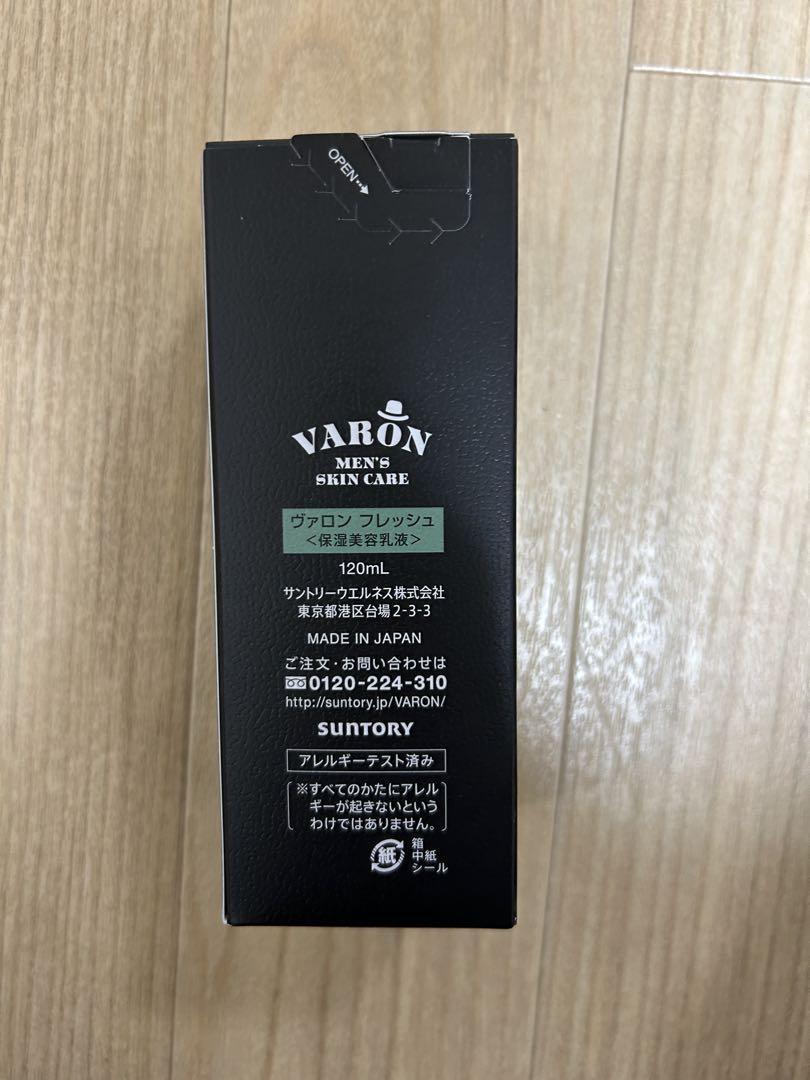 OPEN
VARON
MEN'S
SKIN CARE
ヴァロン フレッシュ
<保湿美容乳液>
120mL
サントリーウエルネス株式会社
東京都港区台場2-3-3
MADE IN JAPAN
ご注文・お問い合わせは
0120-224-310
http://suntory.jp/VARON/
SUNTORY
アレルギーテスト済み
※すべてのかたにアレル
ギーが起きないという
わけではありません。
紙
箱
中紙
シール